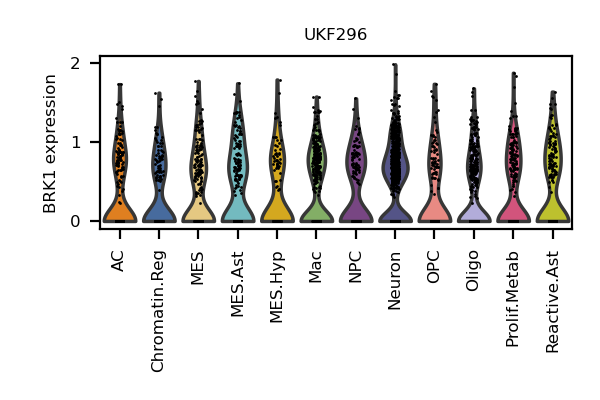 UKF296
BRK1 expression
2
1
0
AC
Chromatin.Reg
MES
MES.Ast
MES.Hyp
Mac
NPC
Neuron
OPC
Oligo
Prolif.Metab
Reactive.Ast